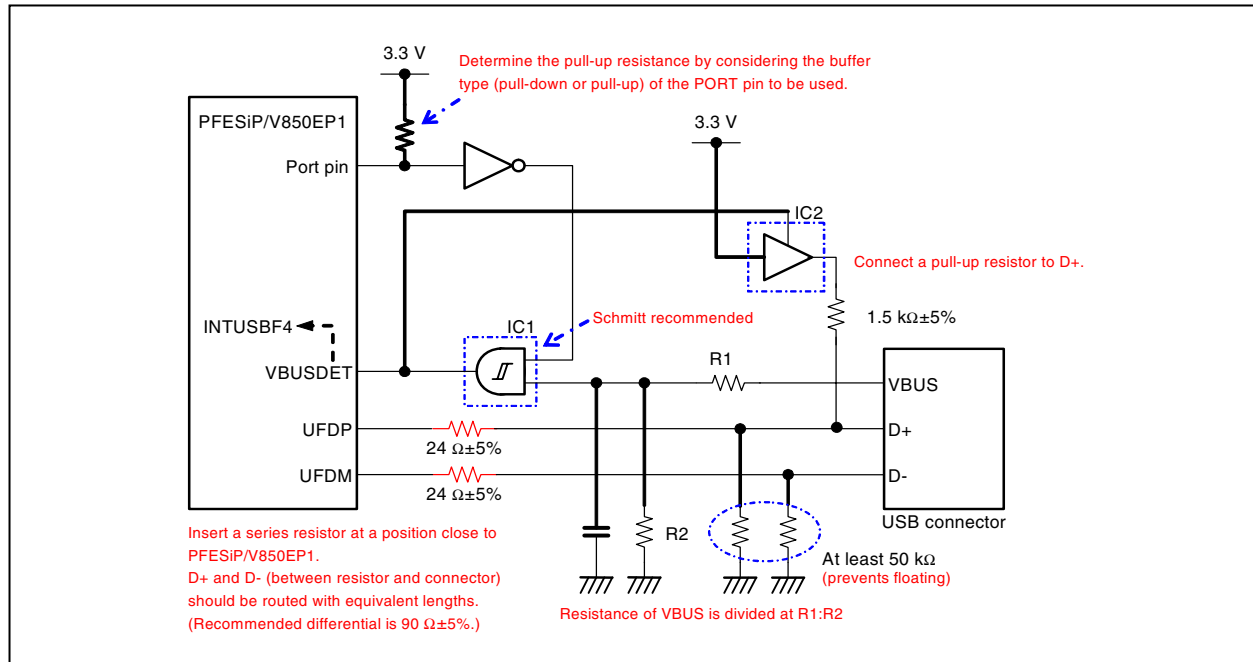 3.3 V
Determine the pull-up resistance by considering the buffer
type (pull-down or pull-up) of the PORT pin to be used.
PFESiP/V850EP1
3.3 V
Port pin
IC2
Connect a pull-up resistor to D+.
INTUSBF4
IC1
Schmitt recommended
1.5 kΩ±5%
R1
VBUSDET
VBUS
UFDP
24 Ω±5%
D+
UFDM
24 Ω±5%
D-
USB connector
Insert a series resistor at a position close to
PFESiP/V850EP1.
D+ and D- (between resistor and connector)
should be routed with equivalent lengths.
(Recommended differential is 90 Ω±5%.)
R2
At least 50 kΩ
(prevents floating)
Resistance of VBUS is divided at R1:R2